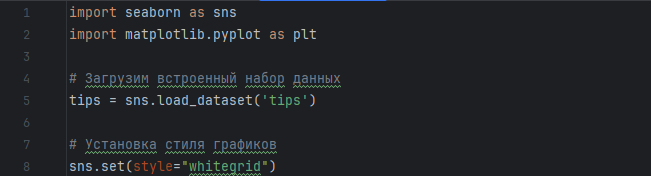 1 import seaborn as sns
2 import matplotlib.pyplot as plt
3
4 # Загрузим встроенный набор данных
5 tips = sns.load_dataset('tips')
6
7 # Установка стиля графиков
8 sns.set(style="whitegrid")